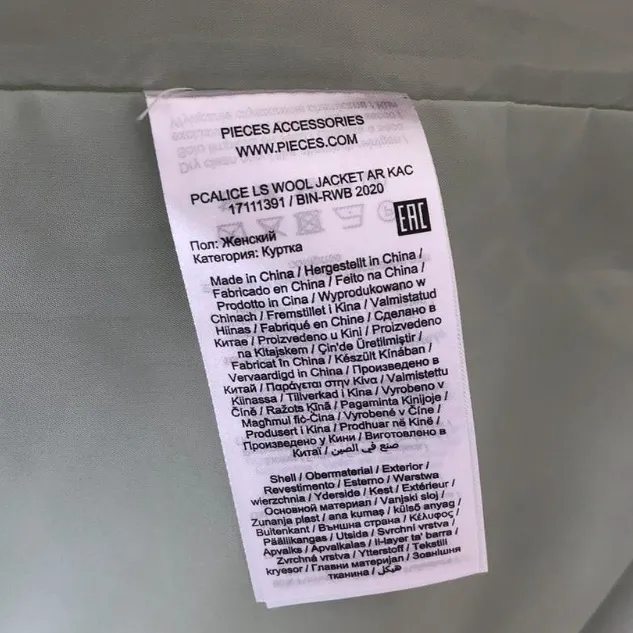 PIECES ACCESSORIES
WWW.PIECES.COM
PCALICE LS WOOL JACKET AR KAC
17111391 / BIN-RWB 2020
EAC
Пол: Женский
Категория: Куртка
Made in China / Hergestellt in China /
Fabricado en China / Feito na China /
Prodotto in Cina / Wyprodukowano w
Chinach / Fremstillet i Kina / Valmistatud
Hiinas / Fabriqué en Chine / Сделано в
Китае / Proizvedeno u Kini / Proizvedeno
na Kitajskem / Çin'de Üretilmiştir /
Fabricat în China / Készült Kínában /
Vervaardigd in China / Произведено в
Китай / Παράγεται στην Κίνα / Valmistettu
Kiinassa / Tillverkad i Kina / Vyrobeno v
Číně / Ražots Ķīnā / Pagaminta Kinijoje /
Maghmul fiċ-Ċina / Vyrobené v Číne /
Produsert i Kina / Prodhuar në Kinë /
Произведено у Кини / Виготовлено в
Китаї / صنع في الصين
Shell / Obermaterial / Exterior /
Revestimento / Esterno / Warstwa
wierzchnia / Yderside / Kest / Extérieur /
Основной материал / Vanjski sloj /
Zunanja plast / ana kumaş / külső anyag /
Buitenkant / Външна страна / Κέλυφος /
Päällikangas / Utsida / Svrchní vrstva /
Apvalks / Apvalkalas / Il-layer ta' barra /
Zvrchná vrstva / Ytterstoff / Tekstili
kryesor / Главни материјал / Зовнішня
тканина / هيكل /